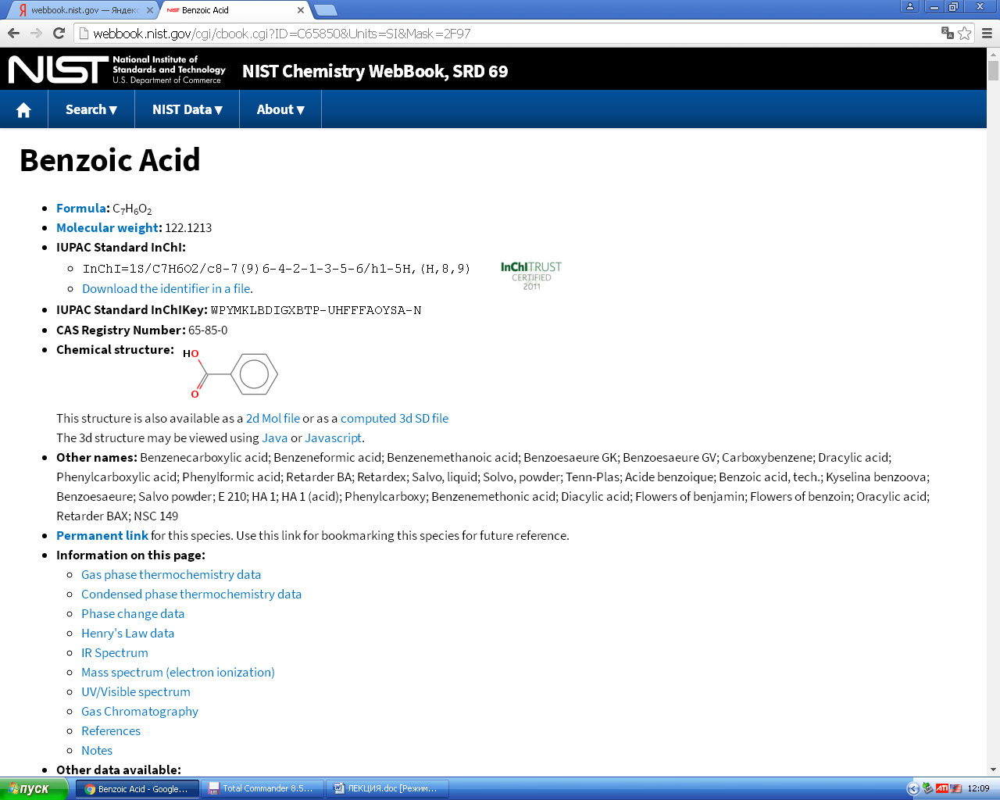 webbook.nist.gov — Яндекс
NIST Benzoic Acid
webbook.nist.gov/cgi/cbook.cgi?ID=C65850&Units=SI&Mask=2F97
NIST National Institute of
Standards and Technology
U.S. Department of Commerce
NIST Chemistry WebBook, SRD 69
Search ▾ NIST Data ▾ About ▾
Benzoic Acid
Formula: C7H6O2
Molecular weight: 122.1213
IUPAC Standard InChI:
InChI=1S/C7H6O2/c8-7(9)6-4-2-1-3-5-6/h1-5H,(H,8,9)
InChITRUST
CERTIFIED
2011
Download the identifier in a file.
IUPAC Standard InChIKey: WPYMKLBDIGXBTP-UHFFFAOYSA-N
CAS Registry Number: 65-85-0
Chemical structure:
HO
O
This structure is also available as a 2d Mol file or as a computed 3d SD file
The 3d structure may be viewed using Java or Javascript.
Other names: Benzenecarboxylic acid; Benzeneformic acid; Benzenemethanoic acid; Benzoesaeure GK; Benzoesaeure GV; Carboxybenzene; Dracylic acid;
Phenylcarboxylic acid; Phenylformic acid; Retarder BA; Retardex; Salvo, liquid; Solvo, powder; Tenn-Plas; Acide benzoique; Benzoic acid, tech.; Kyselina benzoova;
Benzoesaeure; Salvo powder; E 210; HA 1; HA 1 (acid); Phenylcarboxy; Benzenemethonic acid; Diacylic acid; Flowers of benjamin; Flowers of benzoin; Oracylic acid;
Retarder BAX; NSC 149
Permanent link for this species. Use this link for bookmarking this species for future reference.
Information on this page:
Gas phase thermochemistry data
Condensed phase thermochemistry data
Phase change data
Henry's Law data
IR Spectrum
Mass spectrum (electron ionization)
UV/Visible spectrum
Gas Chromatography
References
Notes
Other data available:
пуск Benzoic Acid - Google... Total Commander 8.5... ЛЕКЦИЯ.doc [Режим... ATI 12:09